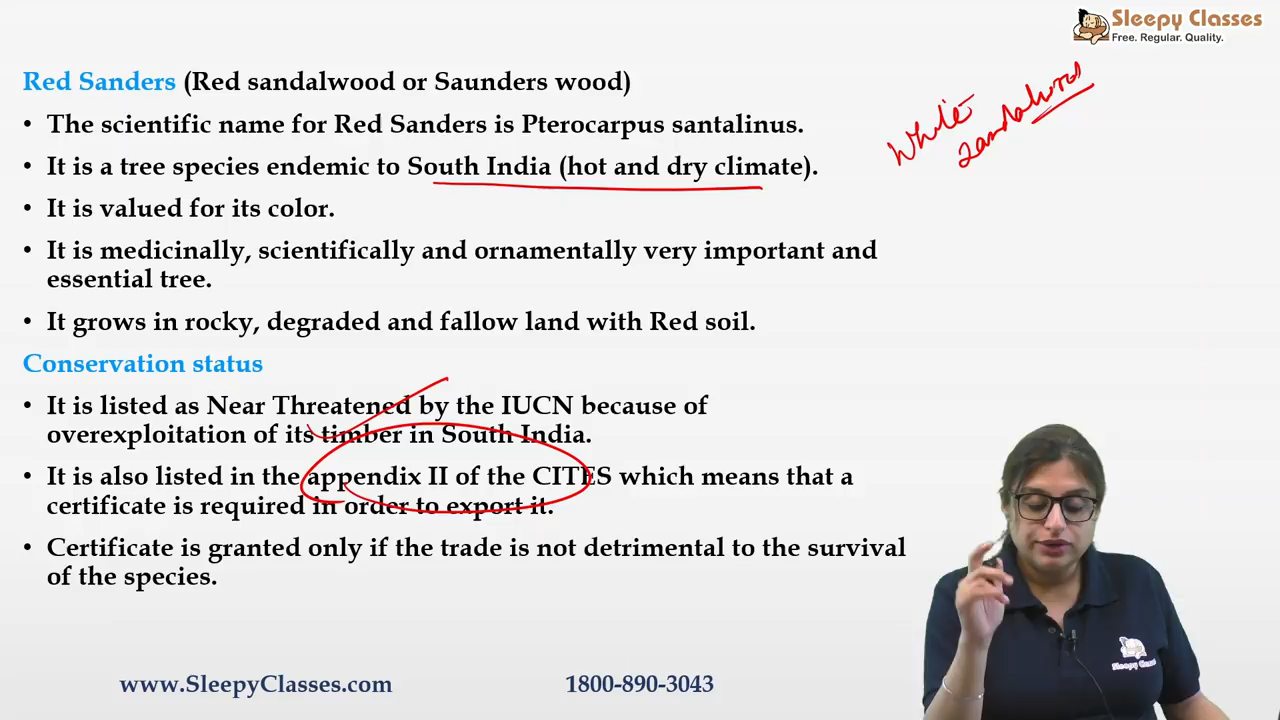 Sleepy Classes
Free. Regular. Quality.
Red Sanders (Red sandalwood or Saunders wood)
• The scientific name for Red Sanders is Pterocarpus santalinus.
White
sandalwood
• It is a tree species endemic to South India (hot and dry climate).
• It is valued for its color.
• It is medicinally, scientifically and ornamentally very important and
essential tree.
• It grows in rocky, degraded and fallow land with Red soil.
Conservation status
• It is listed as Near Threatened by the IUCN because of
overexploitation of its timber in South India.
• It is also listed in the appendix II of the CITES which means that a
certificate is required in order to export it.
• Certificate is granted only if the trade is not detrimental to the survival
of the species.
Sleepy Classes
www.SleepyClasses.com
1800-890-3043